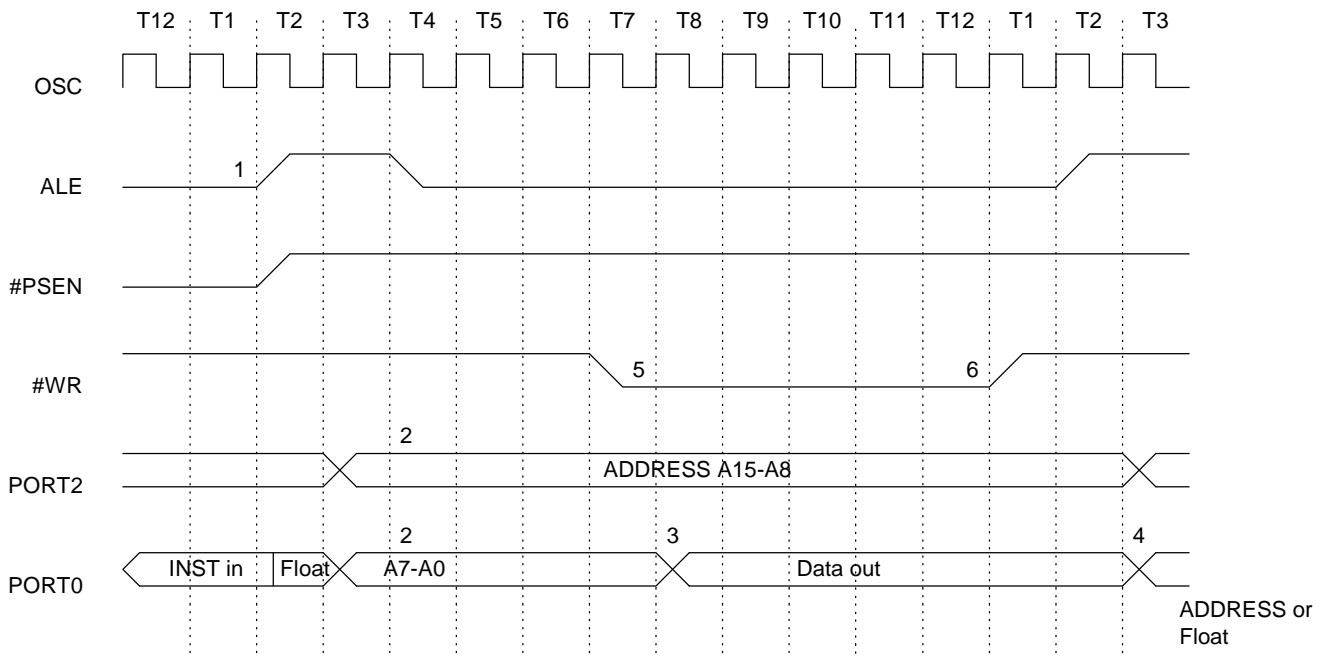 T12 T1 T2 T3 T4 T5 T6 T7 T8 T9 T10 T11 T12 T1 T2 T3
OSC
1
ALE
#PSEN
#WR
5
6
2
PORT2
ADDRESS A15-A8
2
3
4
PORT0
INST in
Float
A7-A0
Data out
ADDRESS or
Float